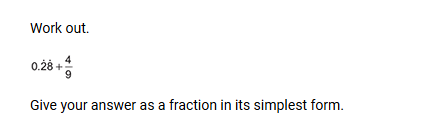 Work out.
0.2̇8̇ + 4/9
Give your answer as a fraction in its simplest form.